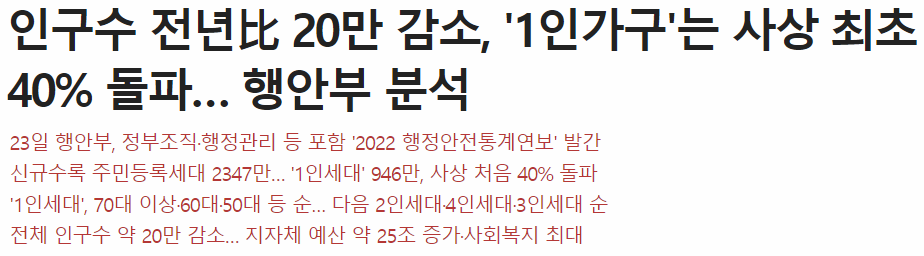 인구수 전년比 20만 감소, '1인가구'는 사상 최초
40% 돌파… 행안부 분석
23일 행안부, 정부조직·행정관리 등 포함 '2022 행정안전통계연보' 발간
신규수록 주민등록세대 2347만… '1인세대' 946만, 사상 처음 40% 돌파
'1인세대', 70대 이상·60대·50대 등 순… 다음 2인세대·4인세대·3인세대 순
전체 인구수 약 20만 감소… 지자체 예산 약 25조 증가·사회복지 최대